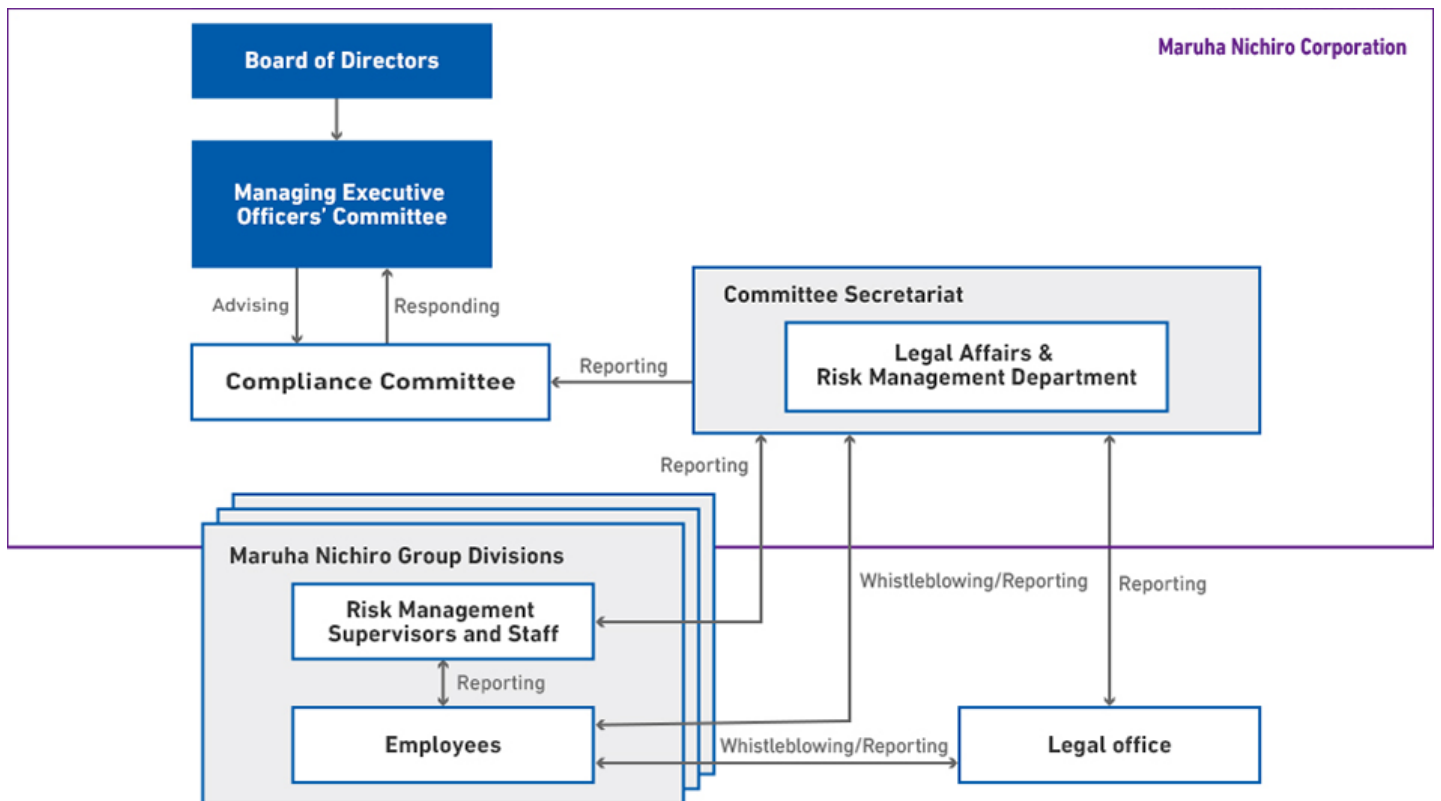 Maruha Nichiro Corporation
Board of Directors
Managing Executive
Officers’ Committee
Advising
Responding
Compliance Committee
Reporting
Committee Secretariat
Legal Affairs &
Risk Management Department
Reporting
Maruha Nichiro Group Divisions
Risk Management
Supervisors and Staff
Reporting
Employees
Whistleblowing/Reporting
Reporting
Whistleblowing/Reporting
Legal office